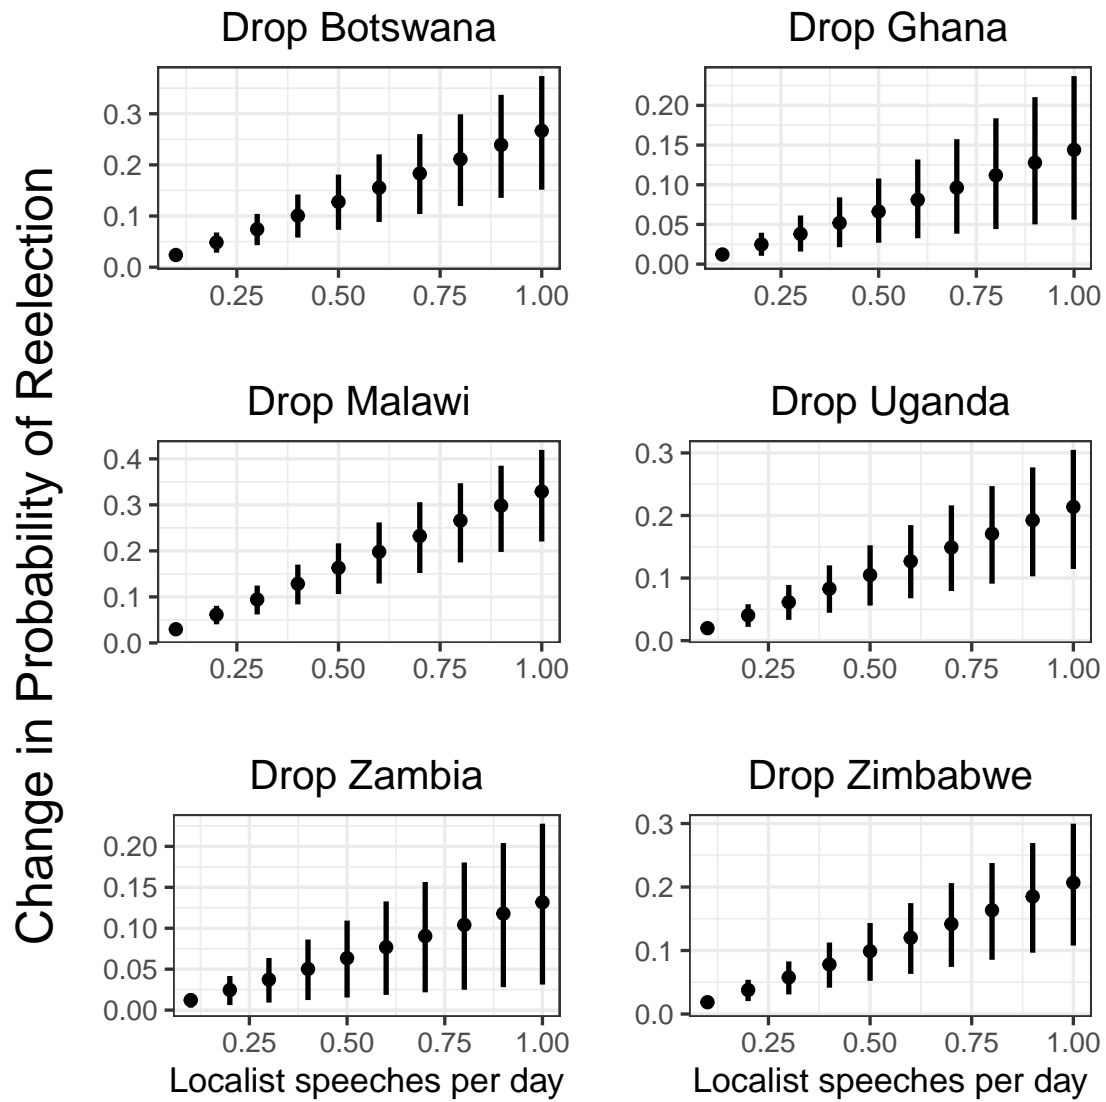 Change in Probability of Reelection
Drop Botswana
0.3
0.2
0.1
0.0
0.25 0.50 0.75 1.00
Drop Ghana
0.20
0.15
0.10
0.05
0.00
0.25 0.50 0.75 1.00
Drop Malawi
0.4
0.3
0.2
0.1
0.0
0.25 0.50 0.75 1.00
Drop Uganda
0.3
0.2
0.1
0.0
0.25 0.50 0.75 1.00
Drop Zambia
0.20
0.15
0.10
0.05
0.00
0.25 0.50 0.75 1.00
Localist speeches per day
Drop Zimbabwe
0.3
0.2
0.1
0.0
0.25 0.50 0.75 1.00
Localist speeches per day